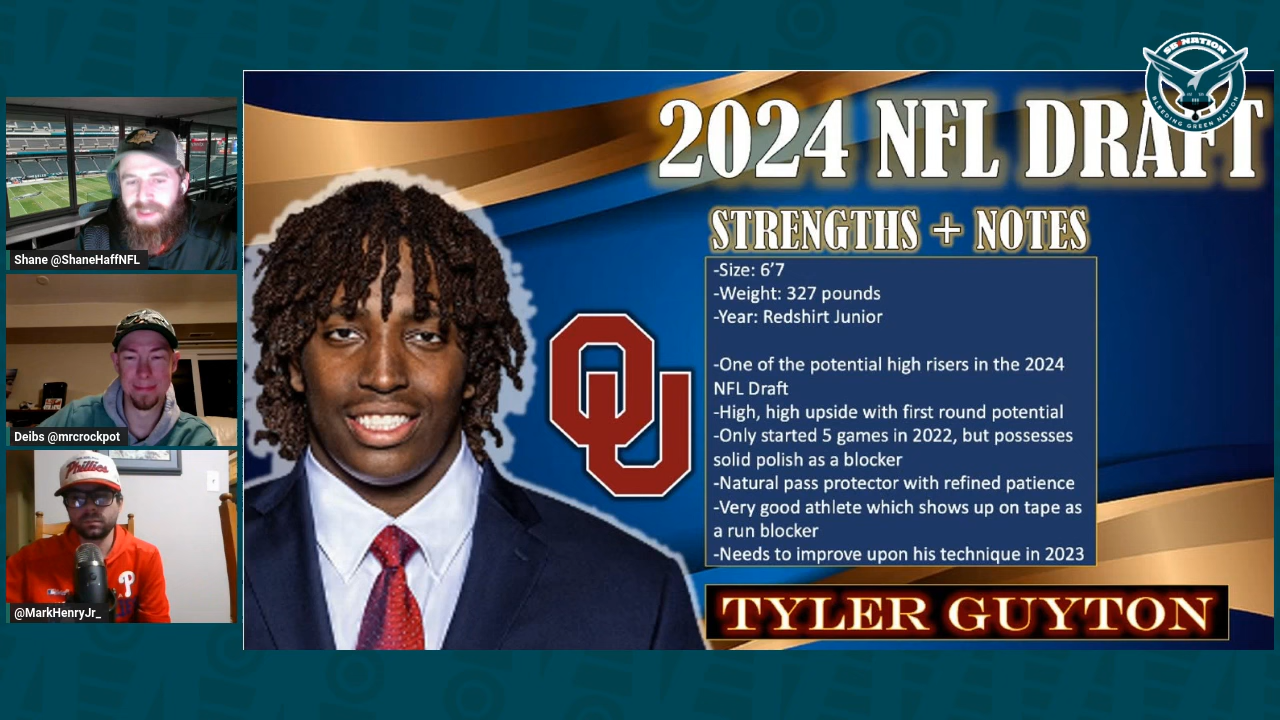 SB NATION
BLEEDING GREEN NATION
2024 NFL DRAFT
STRENGTHS + NOTES
-Size: 6’7
-Weight: 327 pounds
-Year: Redshirt Junior
-One of the potential high risers in the 2024
NFL Draft
-High, high upside with first round potential
-Only started 5 games in 2022, but possesses
solid polish as a blocker
-Natural pass protector with refined patience
-Very good athlete which shows up on tape as
a run blocker
-Needs to improve upon his technique in 2023
OU
TYLER GUYTON
Shane @ShaneHaffNFL
Deibs @mrcrockpot
Phillies
P
@MarkHenryJr_